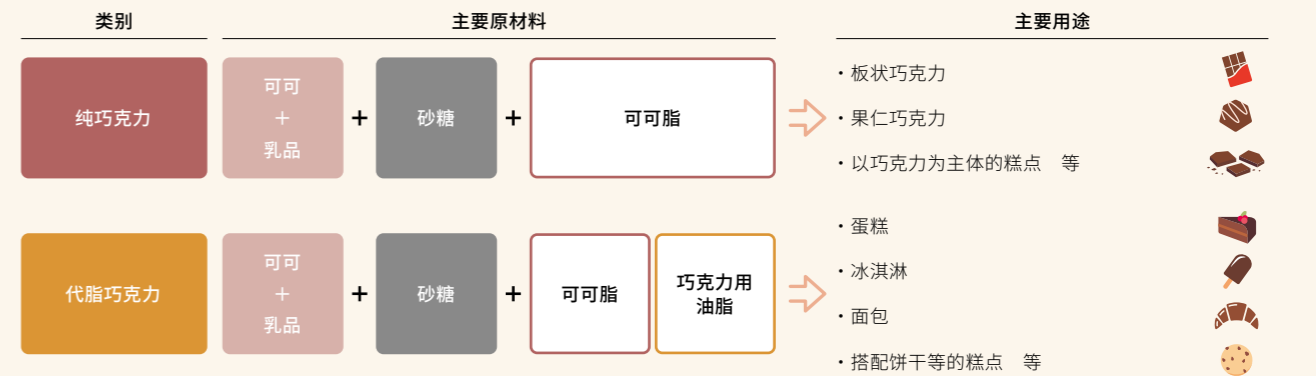 类别
主要原材料
主要用途
纯巧克力
可可
+
乳品
+
砂糖
+
可可脂
・板状巧克力
・果仁巧克力
・以巧克力为主体的糕点 等
代脂巧克力
可可
+
乳品
+
砂糖
+
可可脂
巧克力用
油脂
・蛋糕
・冰淇淋
・面包
・搭配饼干等的糕点 等